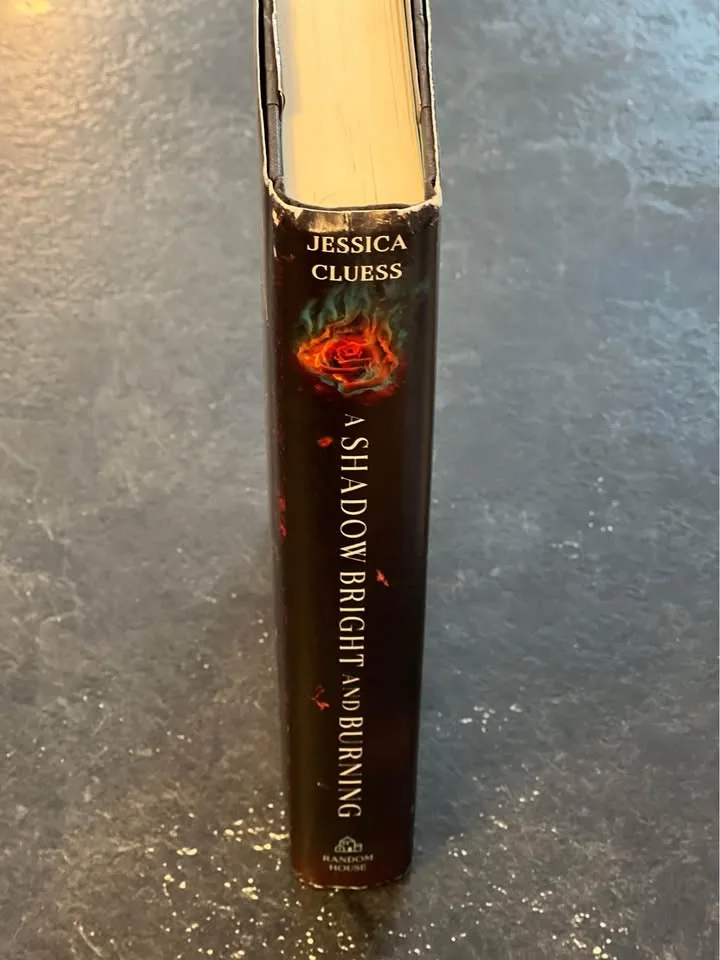 JESSICA
CLUESS
A SHADOW BRIGHT AND BURNING
RANDOM
HOUSE